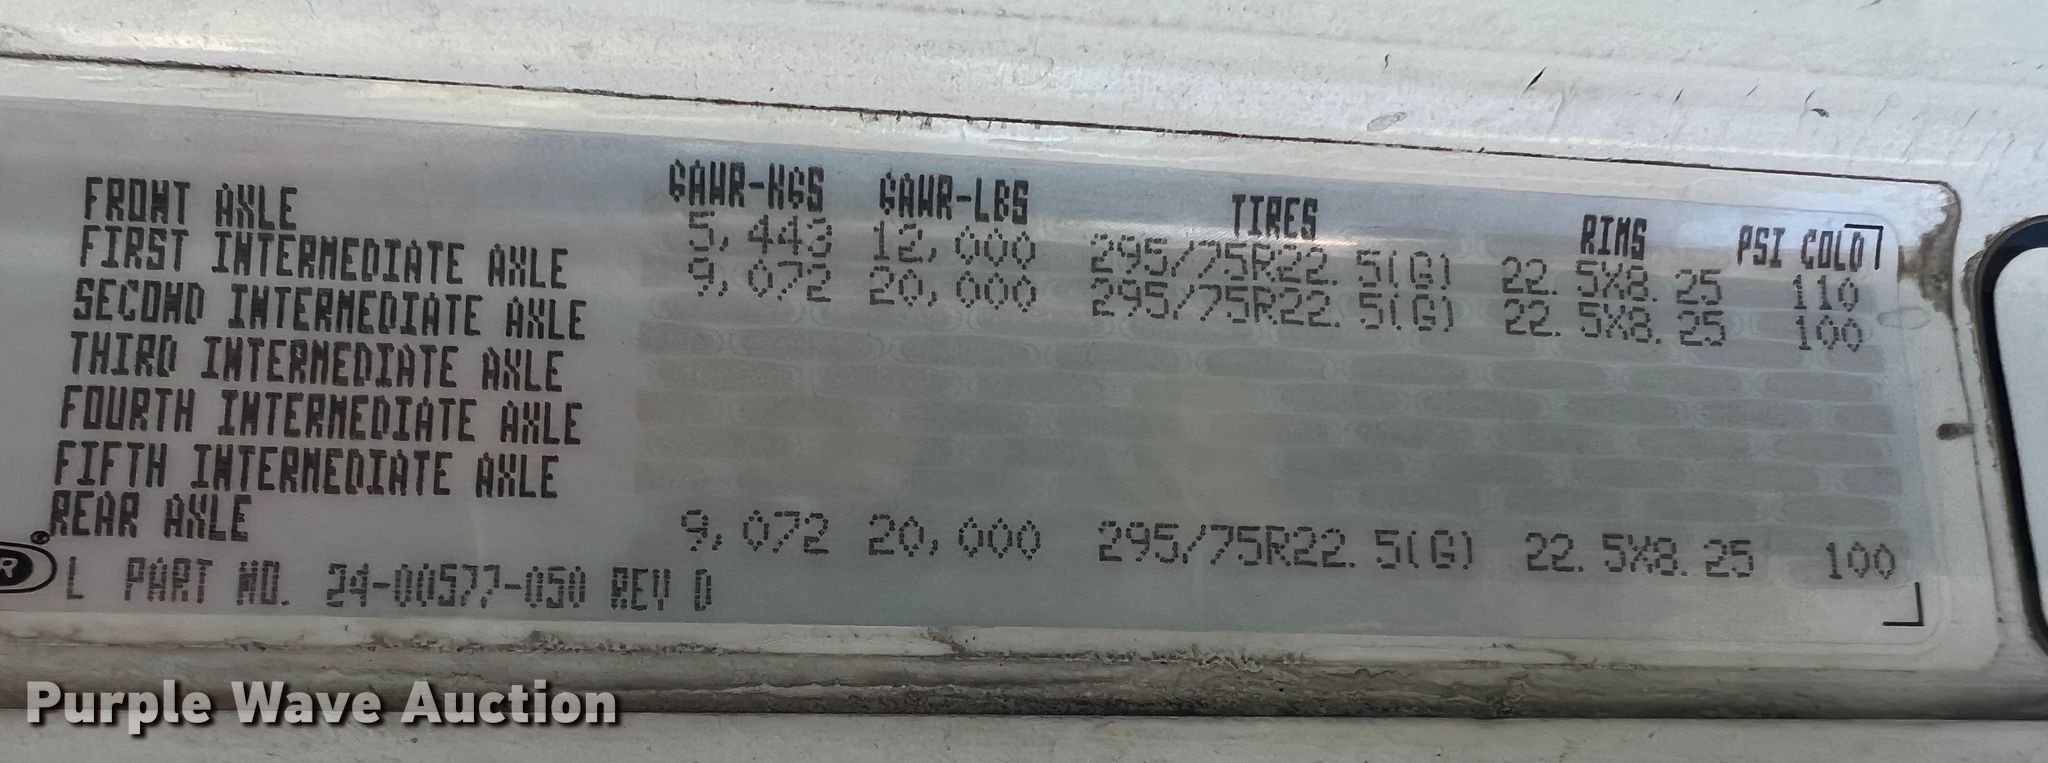 GAWR-KGS GAWR-LBS TIRES RIMS PSI COLD
FRONT AXLE 5,443 12,000 295/75R22.5(G) 22.5X8.25 110
FIRST INTERMEDIATE AXLE 9,072 20,000 295/75R22.5(G) 22.5X8.25 100
SECOND INTERMEDIATE AXLE
THIRD INTERMEDIATE AXLE
FOURTH INTERMEDIATE AXLE
FIFTH INTERMEDIATE AXLE
REAR AXLE 9,072 20,000 295/75R22.5(G) 22.5X8.25 100
R® L PART NO. 24-00577-050 REV D
Purple Wave Auction